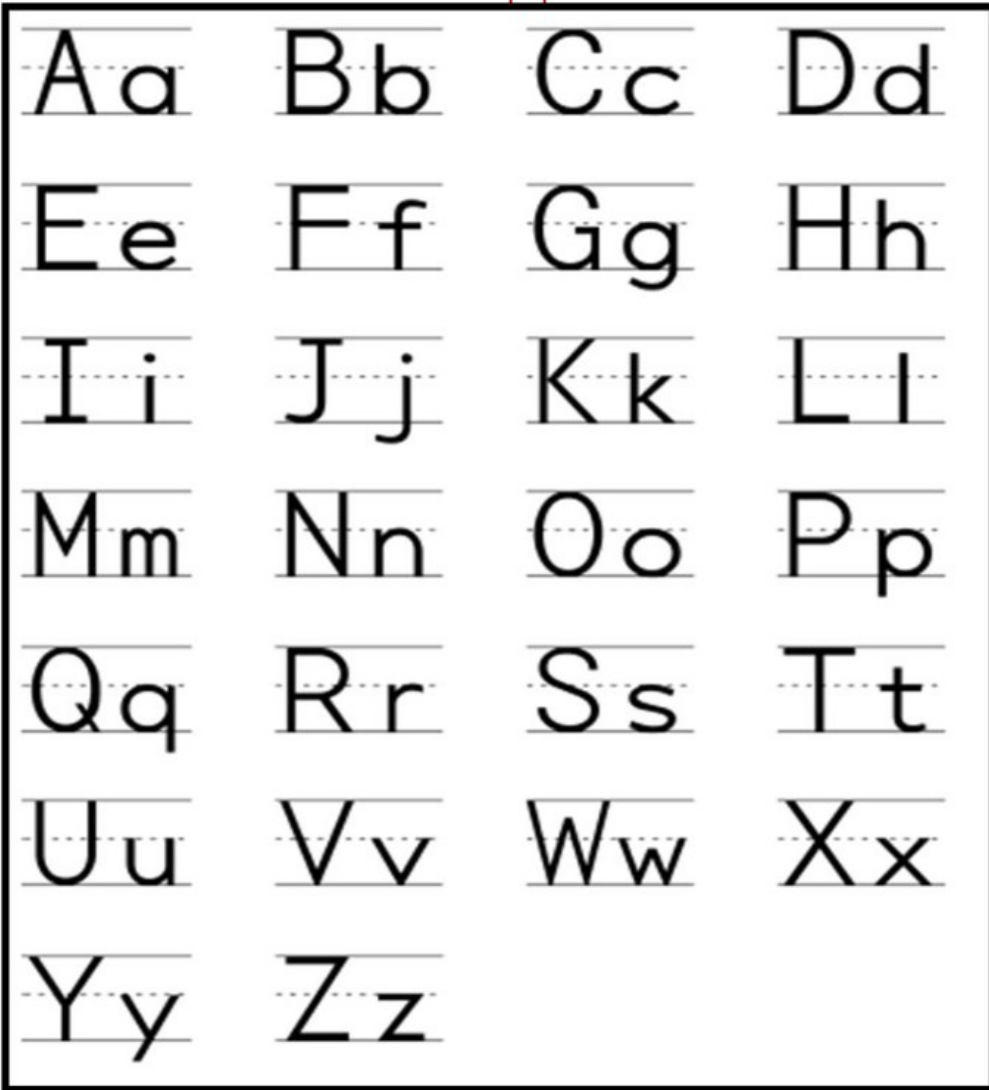 Aa Bb Cc Dd
Ee Ff Gg Hh
Ii Jj Kk Ll
Mm Nn Oo Pp
Qq Rr Ss Tt
Uu Vv Ww Xx
Yy Zz